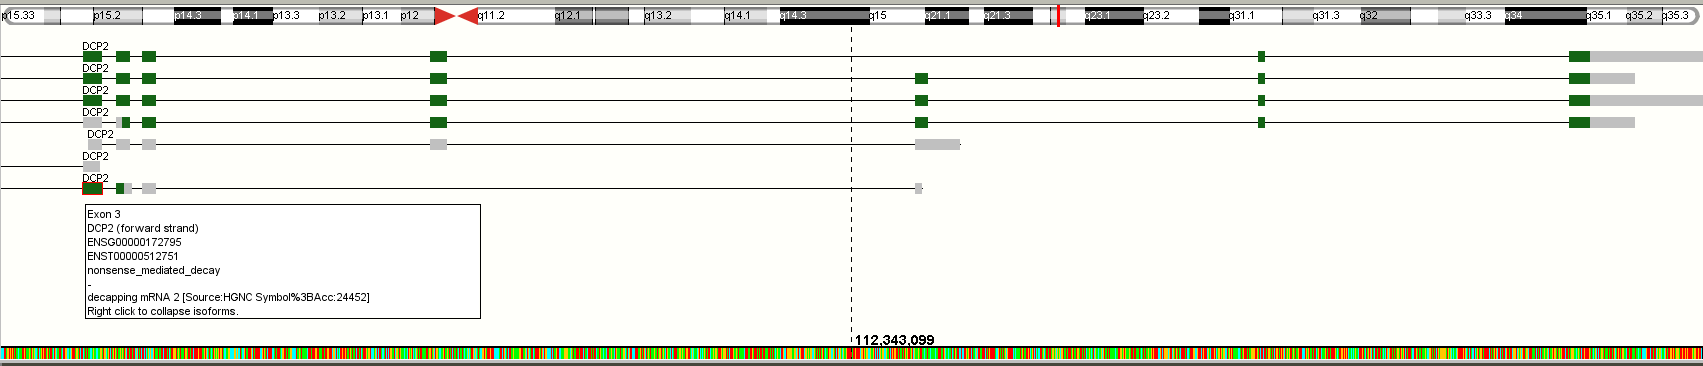 p15.33 p15.2 p14.3 p14.1 p13.3 p13.2 p13.1 p12 q11.2 q12.1 q13.2 q14.1 q14.3 q15 q21.1 q21.3 q23.1 q23.2 q31.1 q31.3 q32 q33.3 q34 q35.1 q35.2 q35.3
DCP2
DCP2
DCP2
DCP2
DCP2
DCP2
DCP2
Exon 3
DCP2 (forward strand)
ENSG00000172795
ENST00000512751
nonsense_mediated_decay
-
decapping mRNA 2 [Source:HGNC Symbol%3BAcc:24452]
Right click to collapse isoforms.
112,343,099